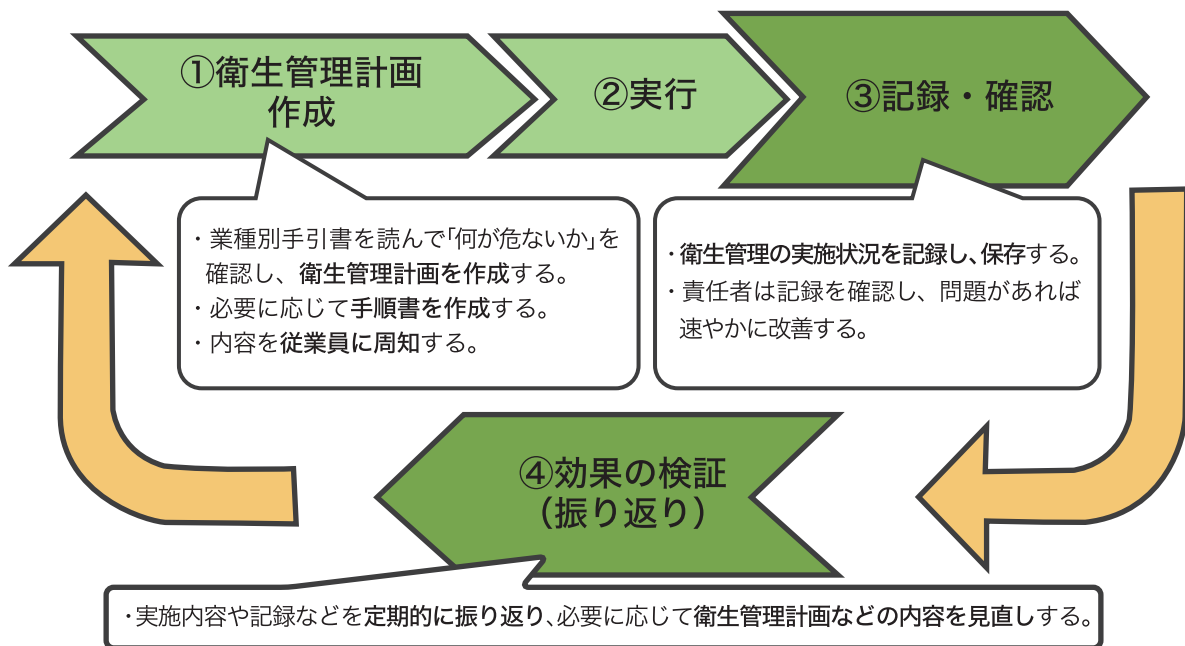 ①衛生管理計画
作成
②実行
③記録・確認
・業種別手引書を読んで「何が危ないか」を
確認し、衛生管理計画を作成する。
・必要に応じて手順書を作成する。
・内容を従業員に周知する。
・衛生管理の実施状況を記録し、保存する。
・責任者は記録を確認し、問題があれば
速やかに改善する。
④効果の検証
（振り返り）
・実施内容や記録などを定期的に振り返り、必要に応じて衛生管理計画などの内容を見直しする。